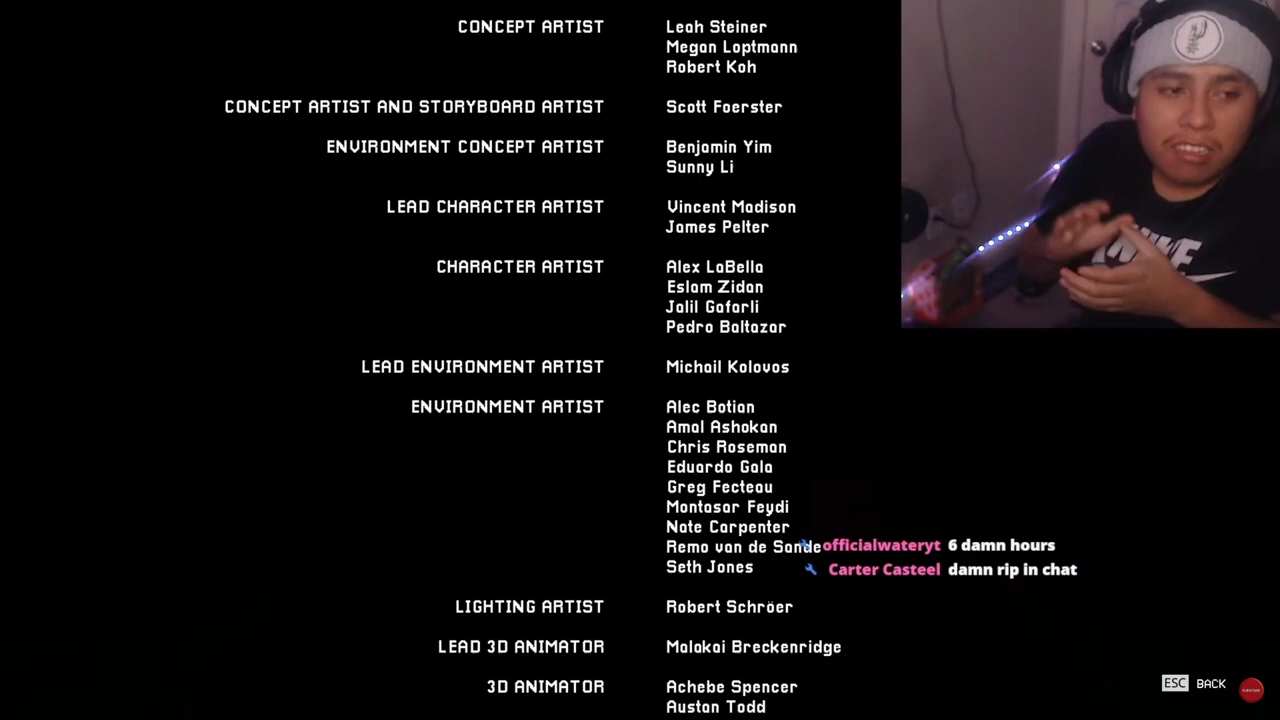 CONCEPT ARTIST Leah Steiner
Megan Loptmann
Robert Koh
CONCEPT ARTIST AND STORYBOARD ARTIST Scott Foerster
ENVIRONMENT CONCEPT ARTIST Benjamin Yim
Sunny Li
LEAD CHARACTER ARTIST Vincent Madison
James Pelter
CHARACTER ARTIST Alex LaBella
Eslam Zidan
Jalil Gafarli
Pedro Baltazar
LEAD ENVIRONMENT ARTIST Michail Kolovos
ENVIRONMENT ARTIST Alec Botian
Amal Ashokan
Chris Roseman
Eduardo Gala
Greg Fecteau
Montasar Feydi
Nate Carpenter
Remo van de Sande
Seth Jones
officialwateryt 6 damn hours
Carter Casteel damn rip in chat
LIGHTING ARTIST Robert Schröer
LEAD 3D ANIMATOR Malakai Breckenridge
3D ANIMATOR Achebe Spencer
Austan Todd
ESC BACK